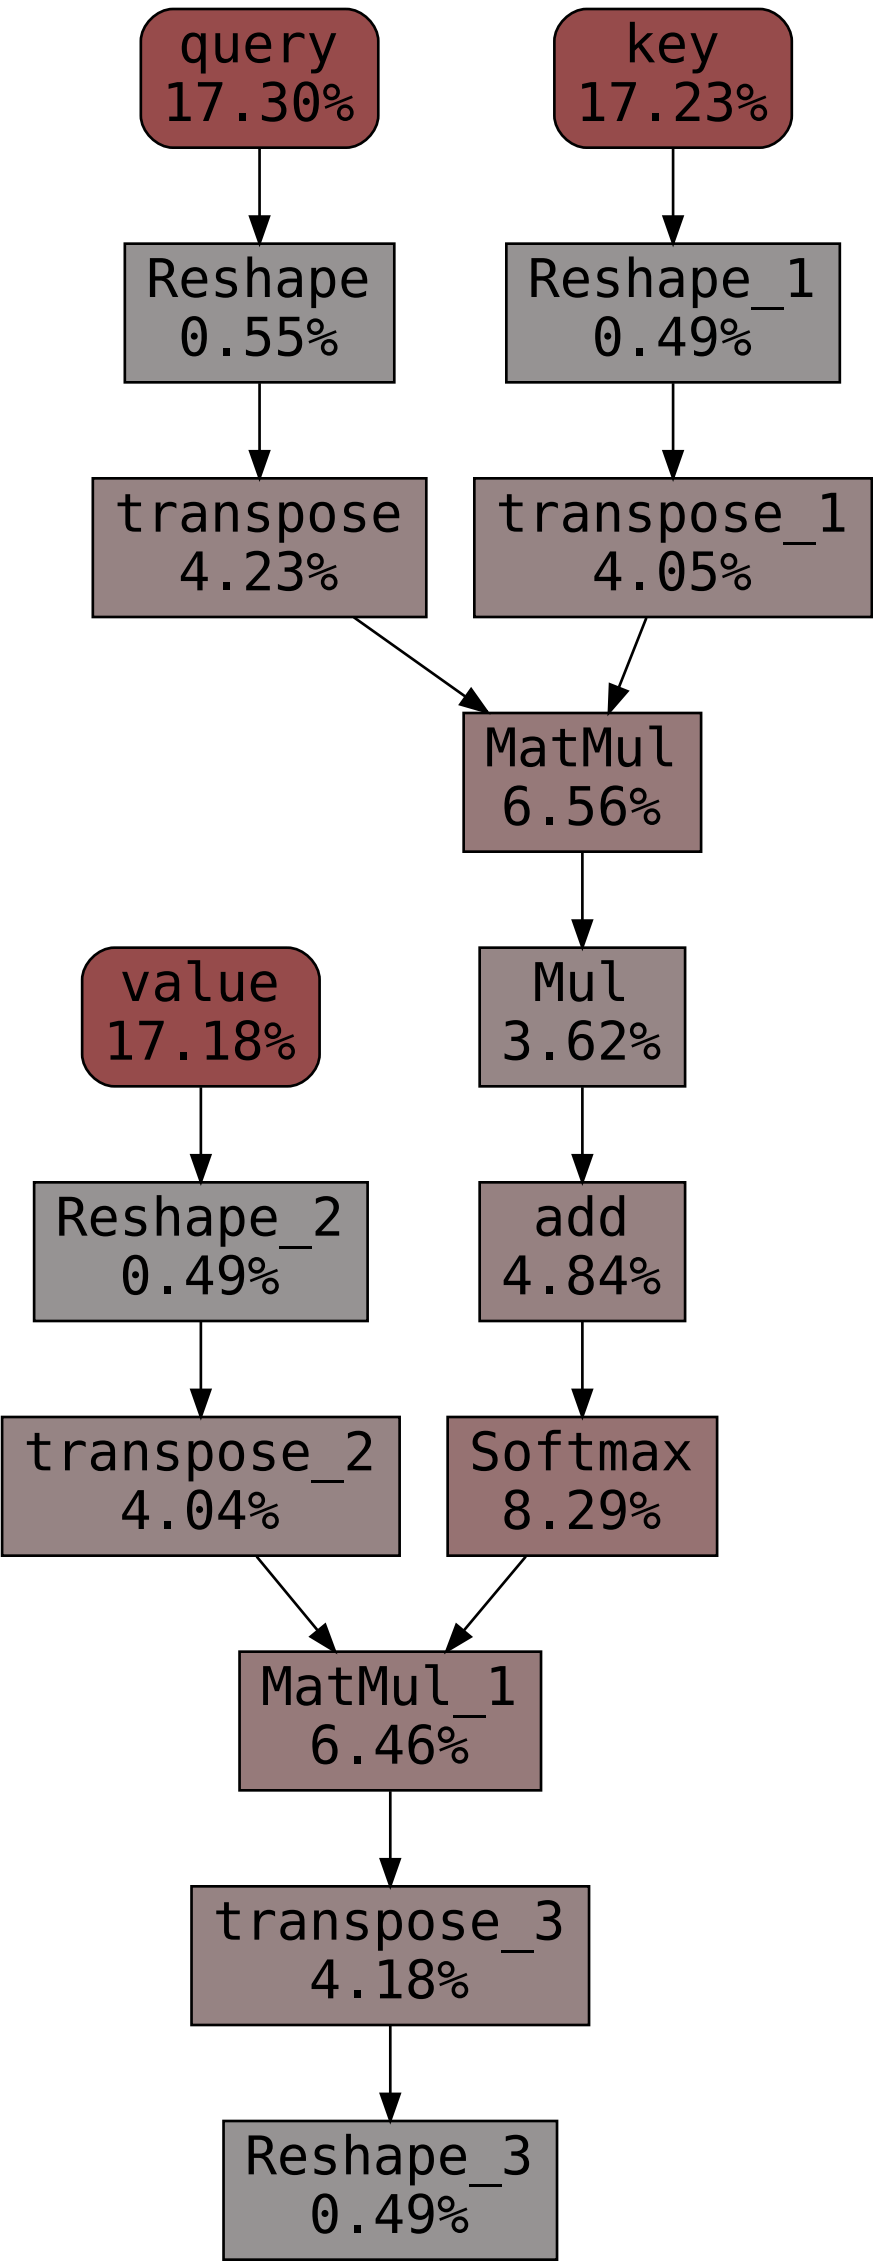 query
17.30%
key
17.23%
Reshape
0.55%
Reshape_1
0.49%
transpose
4.23%
transpose_1
4.05%
MatMul
6.56%
value
17.18%
Mul
3.62%
Reshape_2
0.49%
add
4.84%
transpose_2
4.04%
Softmax
8.29%
MatMul_1
6.46%
transpose_3
4.18%
Reshape_3
0.49%